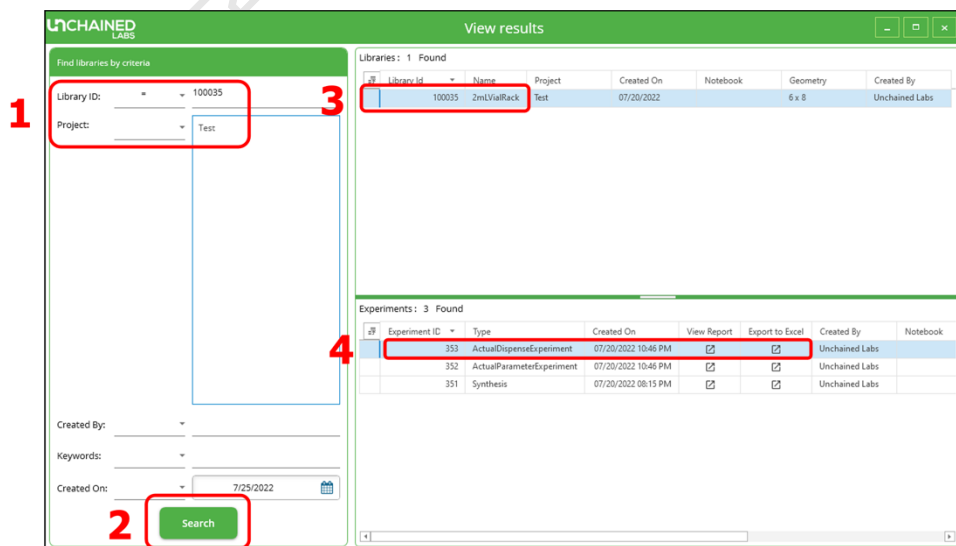 UNCHAINED LABS
View results
Find libraries by criteria
1
Library ID: = 100035
Project: Test
Created By:
Keywords:
Created On: 7/25/2022
2
Search
Libraries: 1 Found
Library Id Name Project Created On Notebook Geometry Created By
3
100035 2mLVialRack Test 07/20/2022 6 x 8 Unchained Labs
Experiments: 3 Found
Experiment ID Type Created On View Report Export to Excel Created By Notebook
4
353 ActualDispenseExperiment 07/20/2022 10:46 PM Unchained Labs
352 ActualParameterExperiment 07/20/2022 10:46 PM Unchained Labs
351 Synthesis 07/20/2022 08:15 PM Unchained Labs